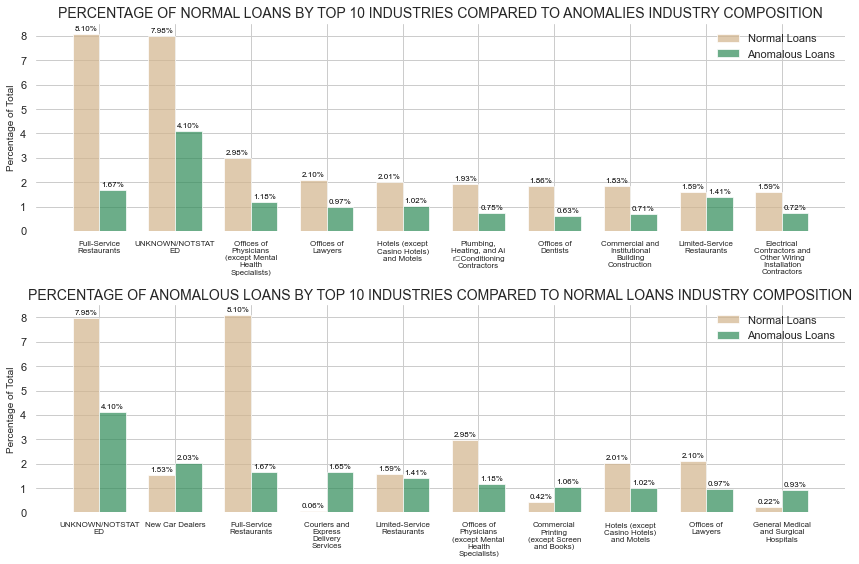 PERCENTAGE OF NORMAL LOANS BY TOP 10 INDUSTRIES COMPARED TO ANOMALIES INDUSTRY COMPOSITION
Percentage of Total
8
7
6
5
4
3
2
1
0
Normal Loans
Anomalous Loans
8.10%
1.67%
7.98%
4.10%
2.98%
1.18%
2.10%
0.97%
2.01%
1.02%
1.93%
0.75%
1.86%
0.63%
1.83%
0.71%
1.59%
1.41%
1.59%
0.72%
Full-Service
Restaurants
UNKNOWN/NOTSTAT
ED
Offices of
Physicians
(except Mental
Health
Specialists)
Offices of
Lawyers
Hotels (except
Casino Hotels)
and Motels
Plumbing,
Heating, and Ai
r□Conditioning
Contractors
Offices of
Dentists
Commercial and
Institutional
Building
Construction
Limited-Service
Restaurants
Electrical
Contractors and
Other Wiring
Installation
Contractors
PERCENTAGE OF ANOMALOUS LOANS BY TOP 10 INDUSTRIES COMPARED TO NORMAL LOANS INDUSTRY COMPOSITION
Percentage of Total
8
7
6
5
4
3
2
1
0
Normal Loans
Anomalous Loans
7.98%
4.10%
1.53%
2.03%
8.10%
1.67%
0.06%
1.65%
1.59%
1.41%
2.98%
1.18%
0.42%
1.06%
2.01%
1.02%
2.10%
0.97%
0.22%
0.93%
UNKNOWN/NOTSTAT
ED
New Car Dealers
Full-Service
Restaurants
Couriers and
Express
Delivery
Services
Limited-Service
Restaurants
Offices of
Physicians
(except Mental
Health
Specialists)
Commercial
Printing
(except Screen
and Books)
Hotels (except
Casino Hotels)
and Motels
Offices of
Lawyers
General Medical
and Surgical
Hospitals